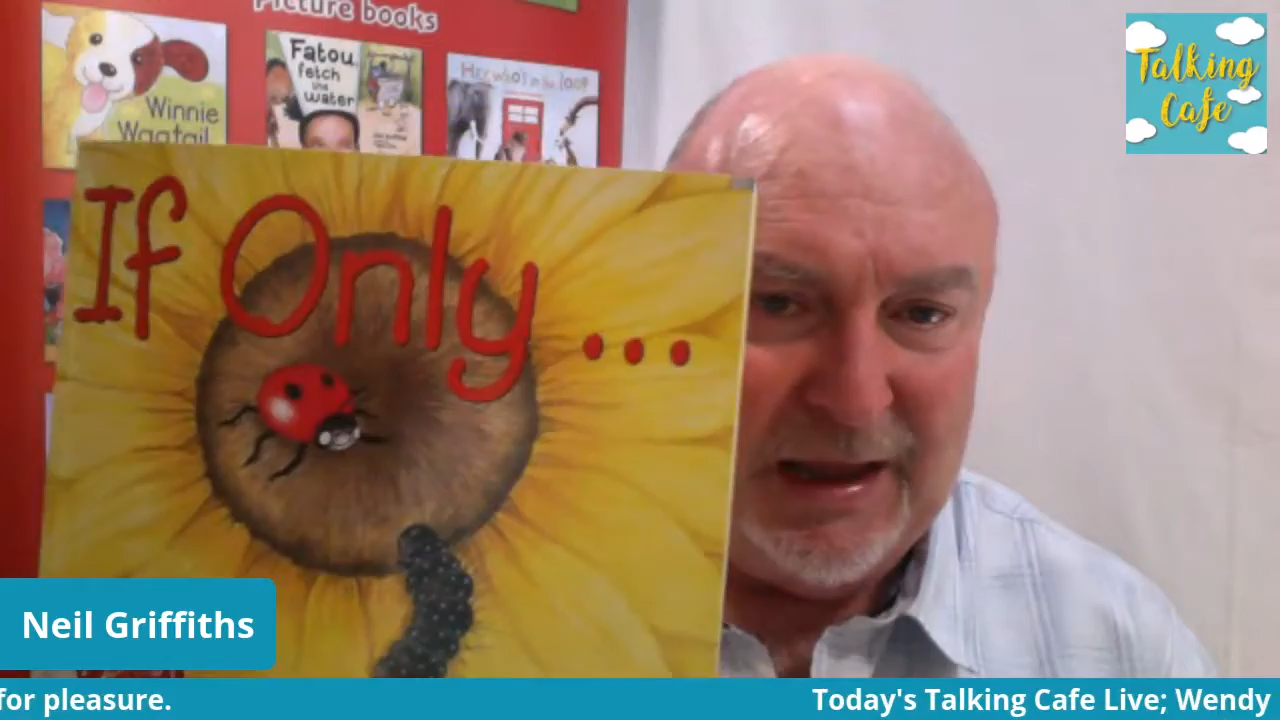 Picture books
Winnie
Wagtail
Fatou
fetch
the
water
Hey, who's in the loo?
Talking
Cafe
If Only...
Neil Griffiths
for pleasure.
Today's Talking Cafe Live; Wendy